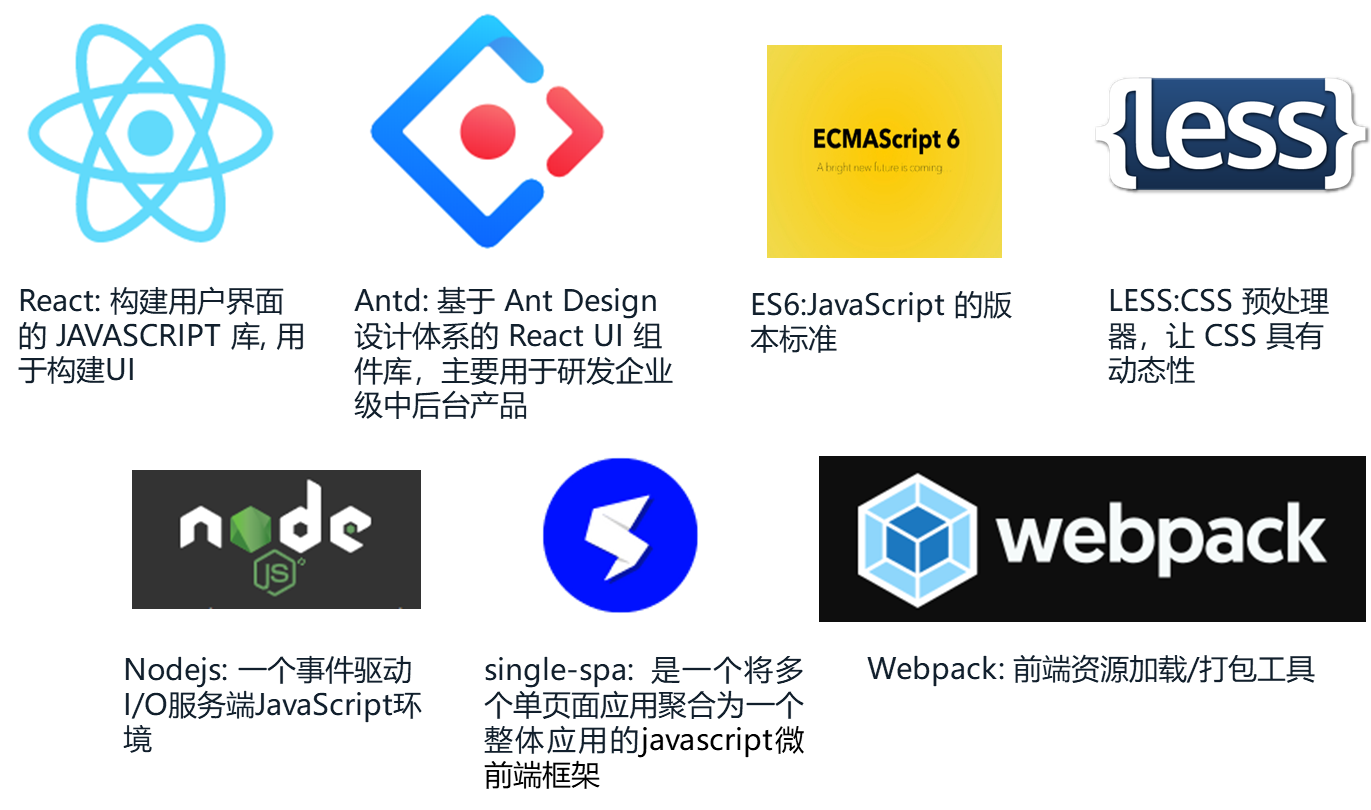 ECMAScript 6
A bright new future is coming...
{less}
React: 构建用户界面
的 JAVASCRIPT 库, 用
于构建UI
Antd: 基于 Ant Design
设计体系的 React UI 组
件库，主要用于研发企业
级中后台产品
ES6:JavaScript 的版
本标准
LESS:CSS 预处理
器，让 CSS 具有
动态性
node
JS
webpack
Nodejs: 一个事件驱动
I/O服务端JavaScript环
境
single-spa: 是一个将多
个单页面应用聚合为一个
整体应用的javascript微
前端框架
Webpack: 前端资源加载/打包工具